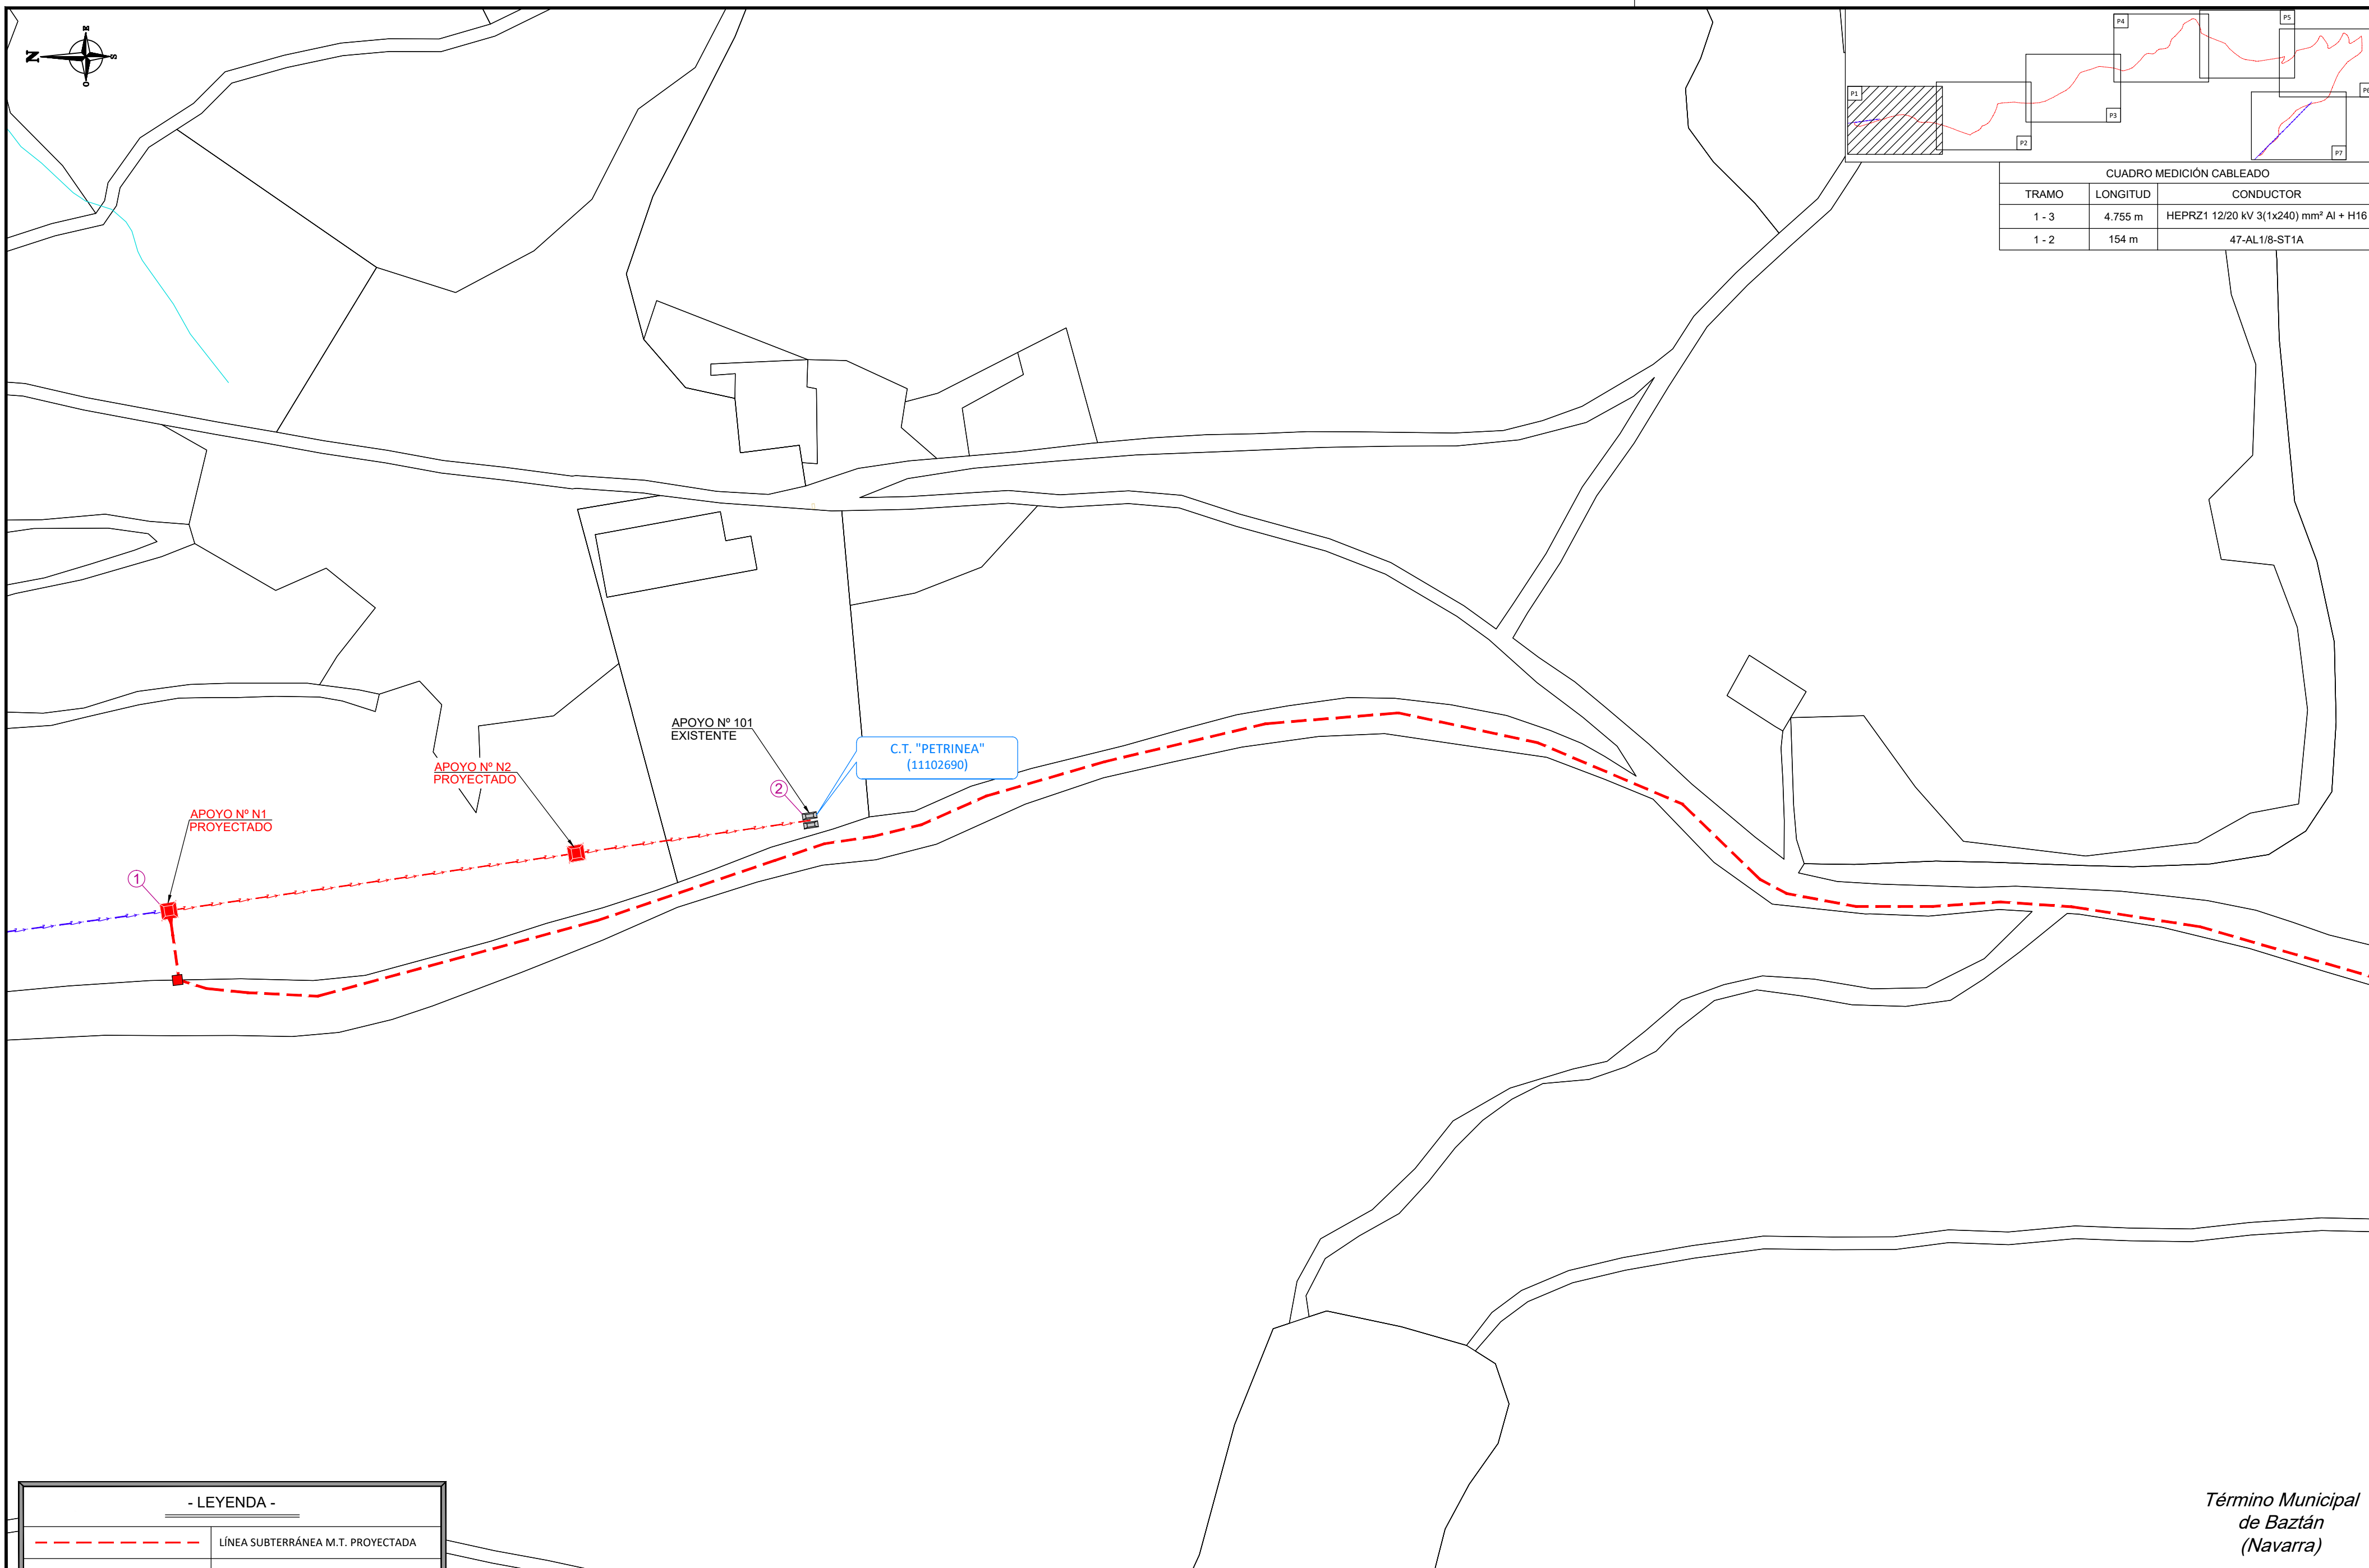 N
E
S
O
P1
P2
P3
P4
P5
P6
P7
CUADRO MEDICIÓN CABLEADO
TRAMO LONGITUD CONDUCTOR
1 - 3 4.755 m HEPRZ1 12/20 kV 3(1x240) mm² Al + H16
1 - 2 154 m 47-AL1/8-ST1A
APOYO Nº 101
EXISTENTE
C.T. "PETRINEA"
(11102690)
APOYO Nº N2
PROYECTADO
2
APOYO Nº N1
PROYECTADO
1
- LEYENDA -
LÍNEA SUBTERRÁNEA M.T. PROYECTADA
Término Municipal
de Baztán
(Navarra)